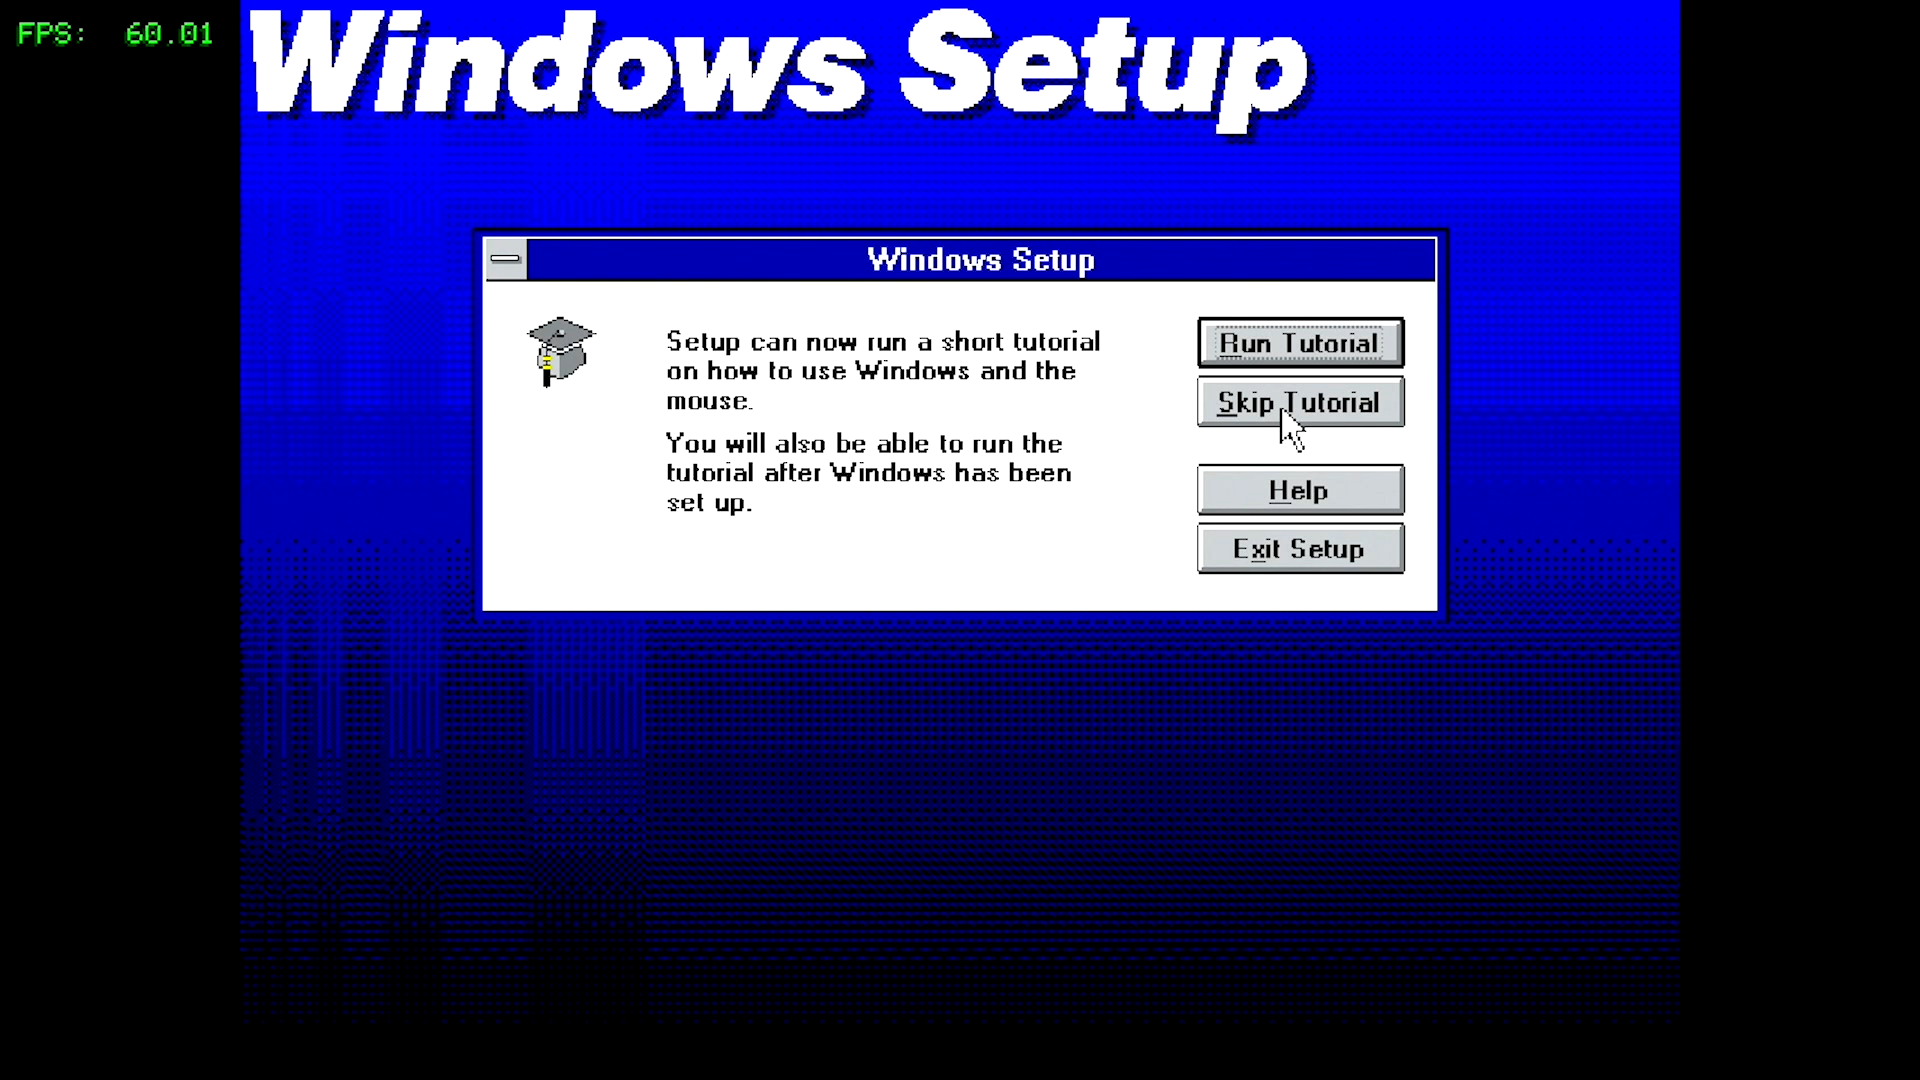 FPS: 60.01
Windows Setup
Windows Setup
Setup can now run a short tutorial
on how to use Windows and the
mouse.
You will also be able to run the
tutorial after Windows has been
set up.
Run Tutorial
Skip Tutorial
Help
Exit Setup